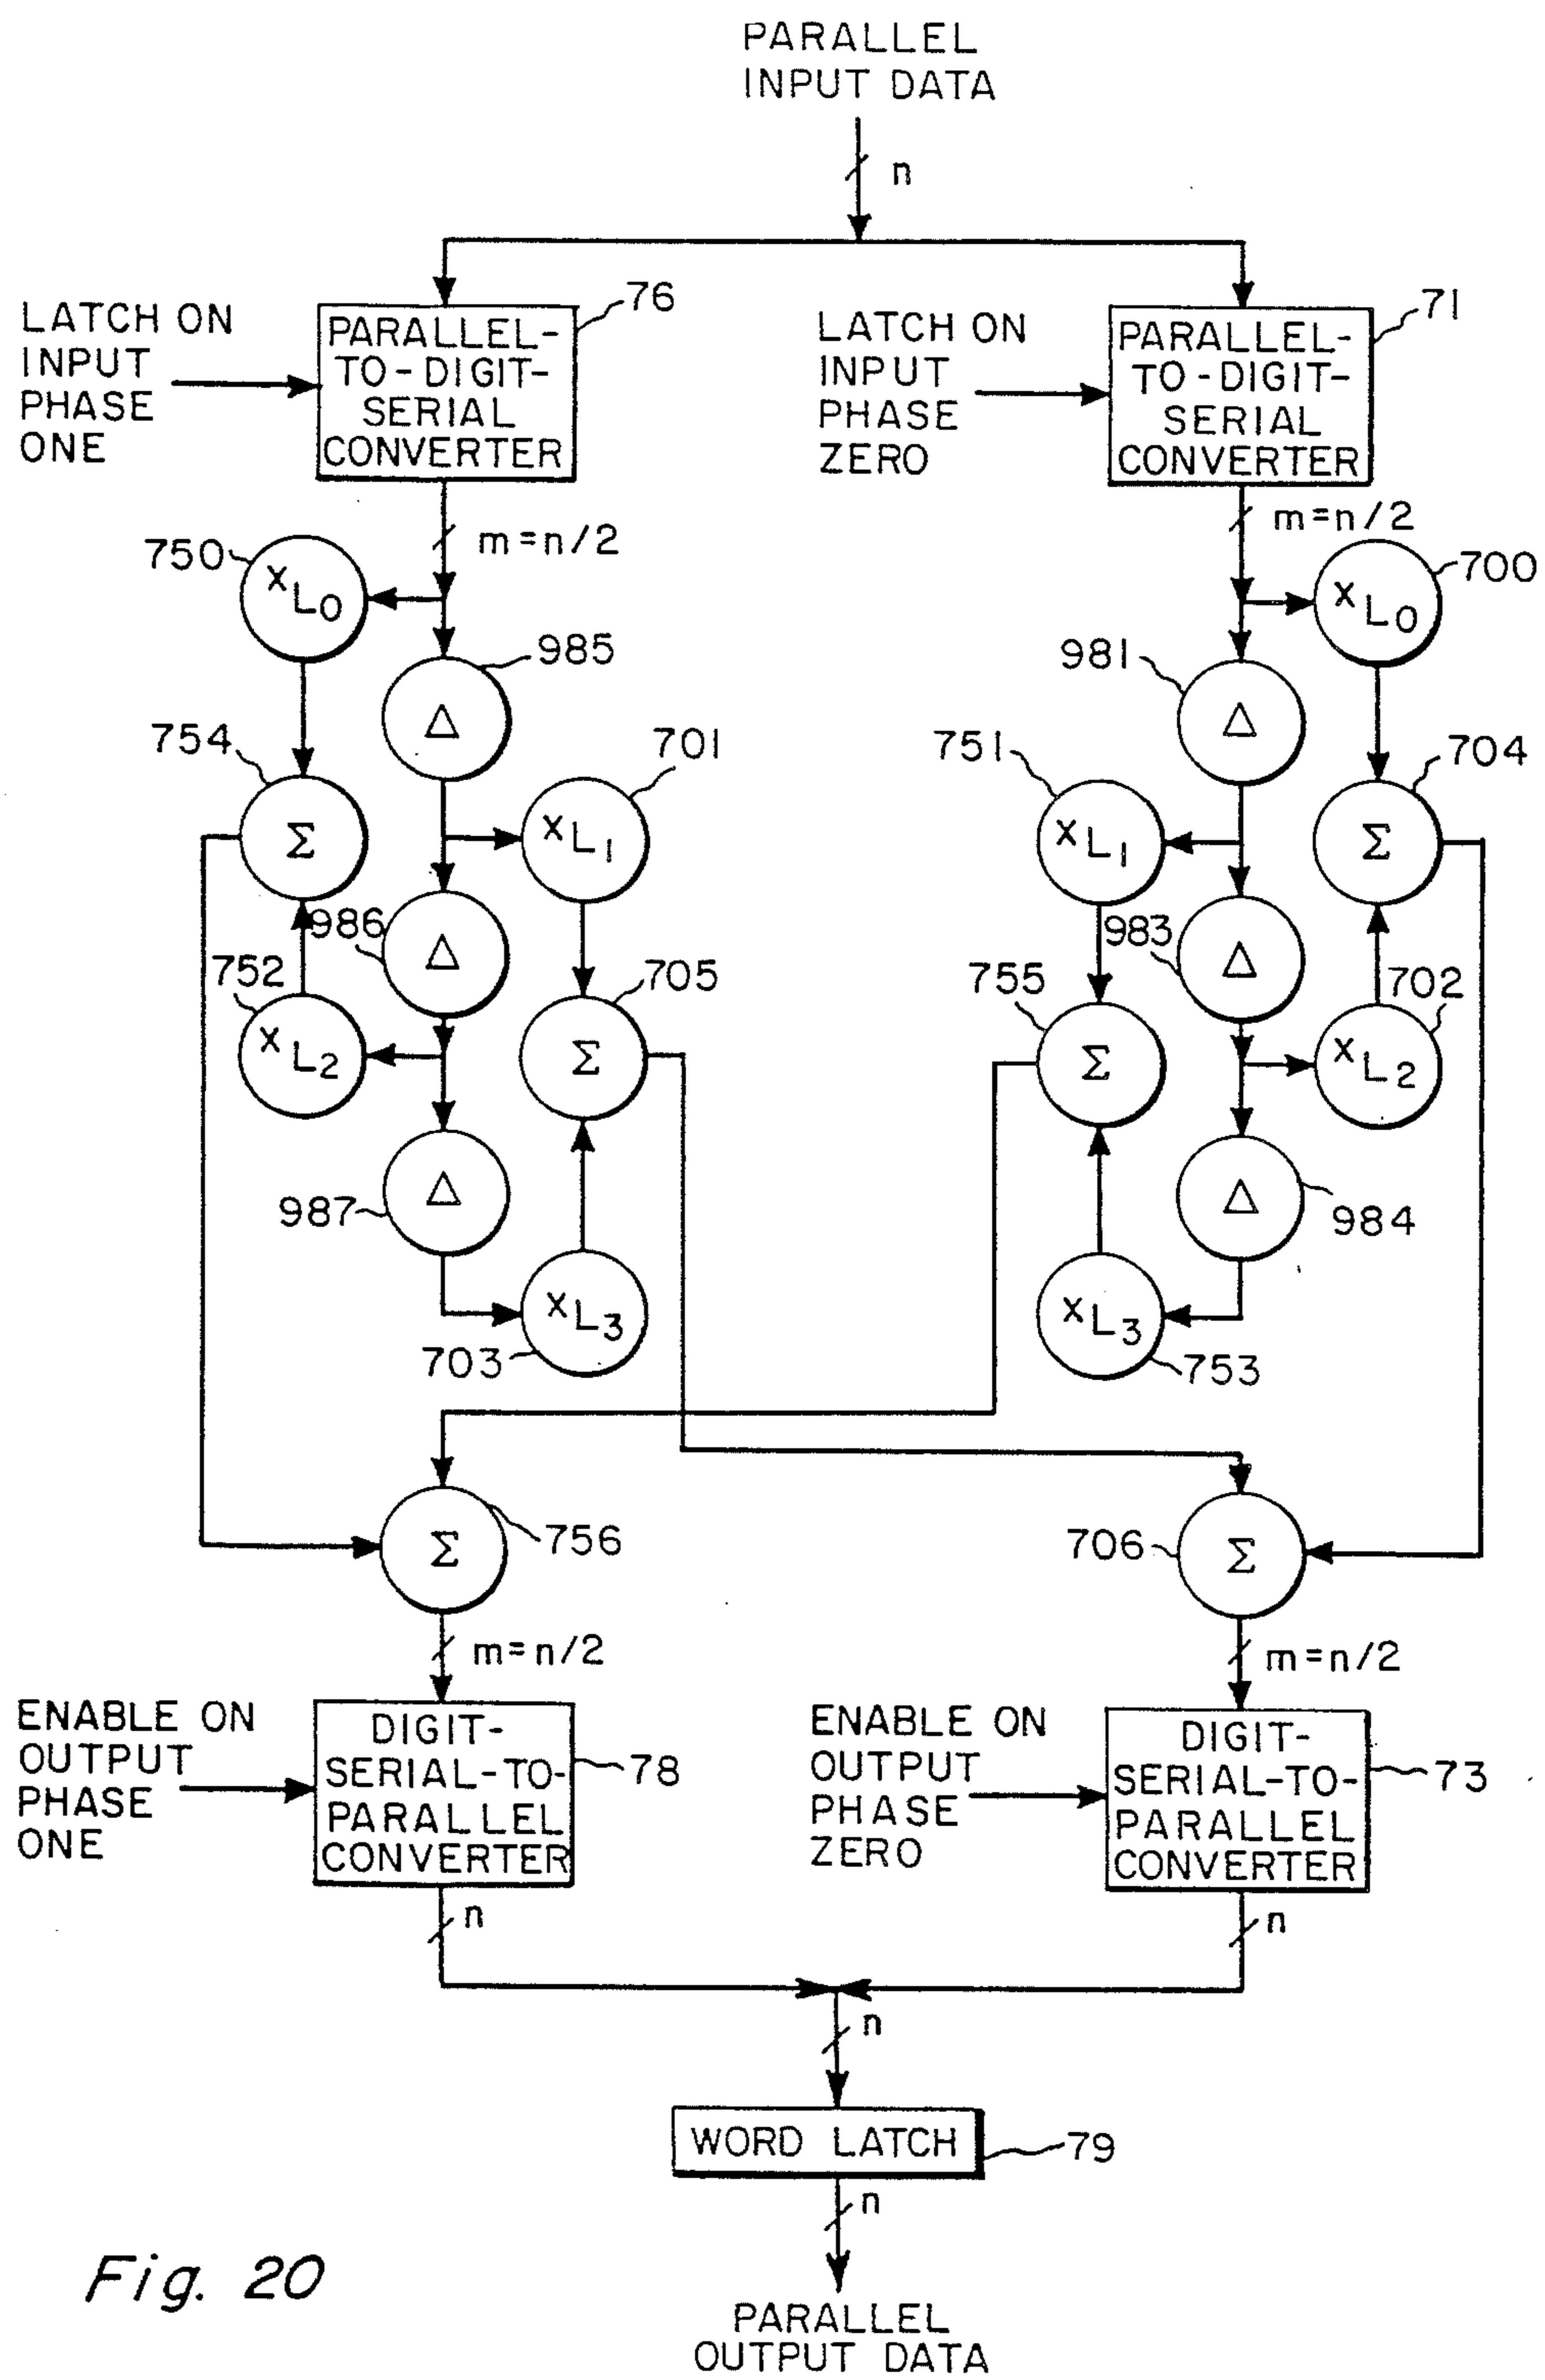 PARALLEL
INPUT DATA
n
LATCH ON
INPUT
PHASE
ONE
76
PARALLEL-
TO-DIGIT-
SERIAL
CONVERTER
LATCH ON
INPUT
PHASE
ZERO
71
PARALLEL-
TO-DIGIT-
SERIAL
CONVERTER
m=n/2
m=n/2
750
xL0
700
xL0
985
Δ
981
Δ
754
Σ
701
xL1
751
xL1
704
Σ
986
Δ
983
Δ
752
xL2
705
Σ
755
Σ
702
xL2
987
Δ
984
Δ
703
xL3
753
xL3
756
Σ
706
Σ
m=n/2
m=n/2
ENABLE ON
OUTPUT
PHASE
ONE
DIGIT-
SERIAL-TO-
PARALLEL
CONVERTER
78
ENABLE ON
OUTPUT
PHASE
ZERO
DIGIT-
SERIAL-TO-
PARALLEL
CONVERTER
73
n
n
n
WORD LATCH
79
n
PARALLEL
OUTPUT DATA
Fig. 20